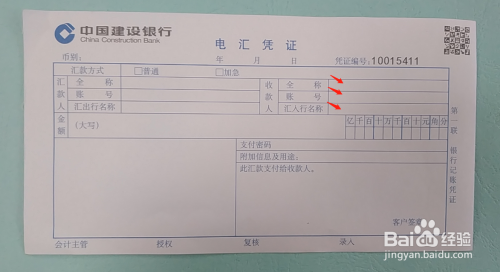 中国建设银行
China Construction Bank
电汇凭证
币别： 年 月 日 凭证编号：10015411
汇款方式 □普通 □加急
汇款人 全称 收款人 全称
账号 账号
汇出行名称 汇入行名称
金额 （大写） 亿千百十万千百十元角分
支付密码
附加信息及用途：
此汇款支付给收款人。
客户签章
会计主管 授权 复核 录入
第一联 银行记账凭证
Baidu经验
jingyan.baidu.com